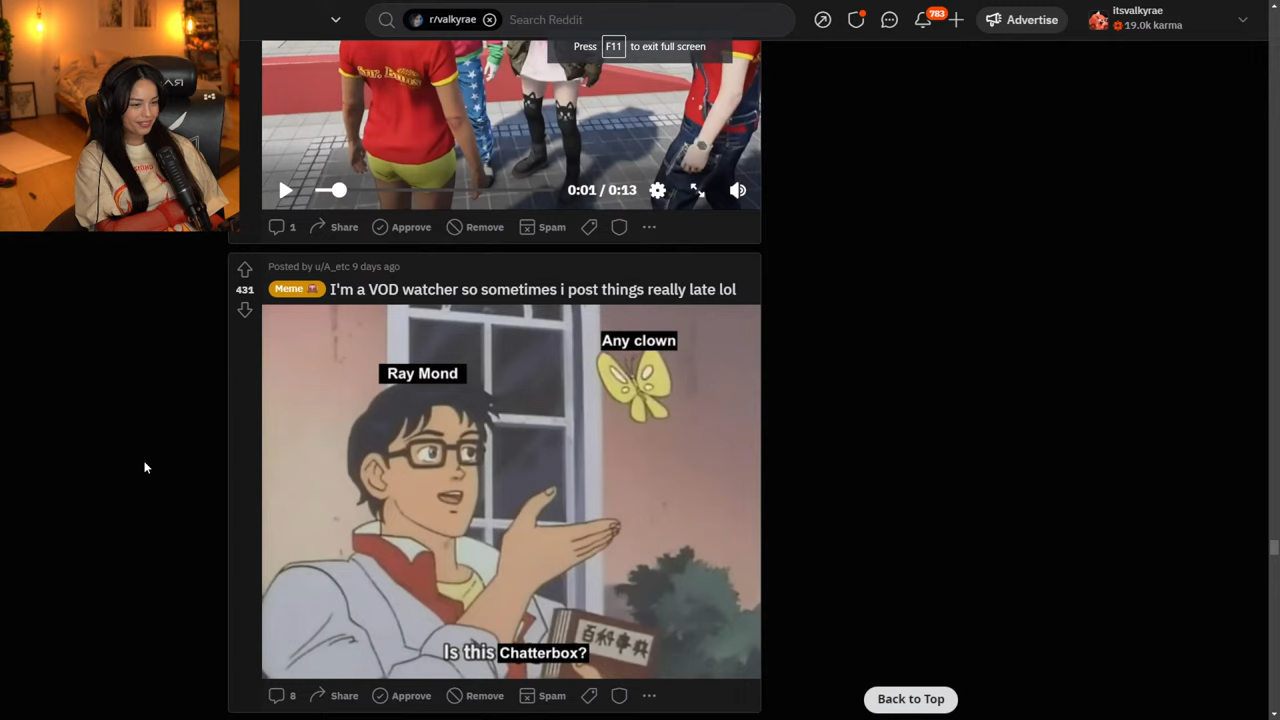 r/valkyrae
Search Reddit
783
Advertise
itsvalkyrae
19.0k karma
Press F11 to exit full screen
0:01 / 0:13
1
Share
Approve
Remove
Spam
Posted by u/A_etc 9 days ago
431
Meme
I'm a VOD watcher so sometimes i post things really late lol
Any clown
Ray Mond
百科事典
Is this Chatterbox?
8
Share
Approve
Remove
Spam
Back to Top